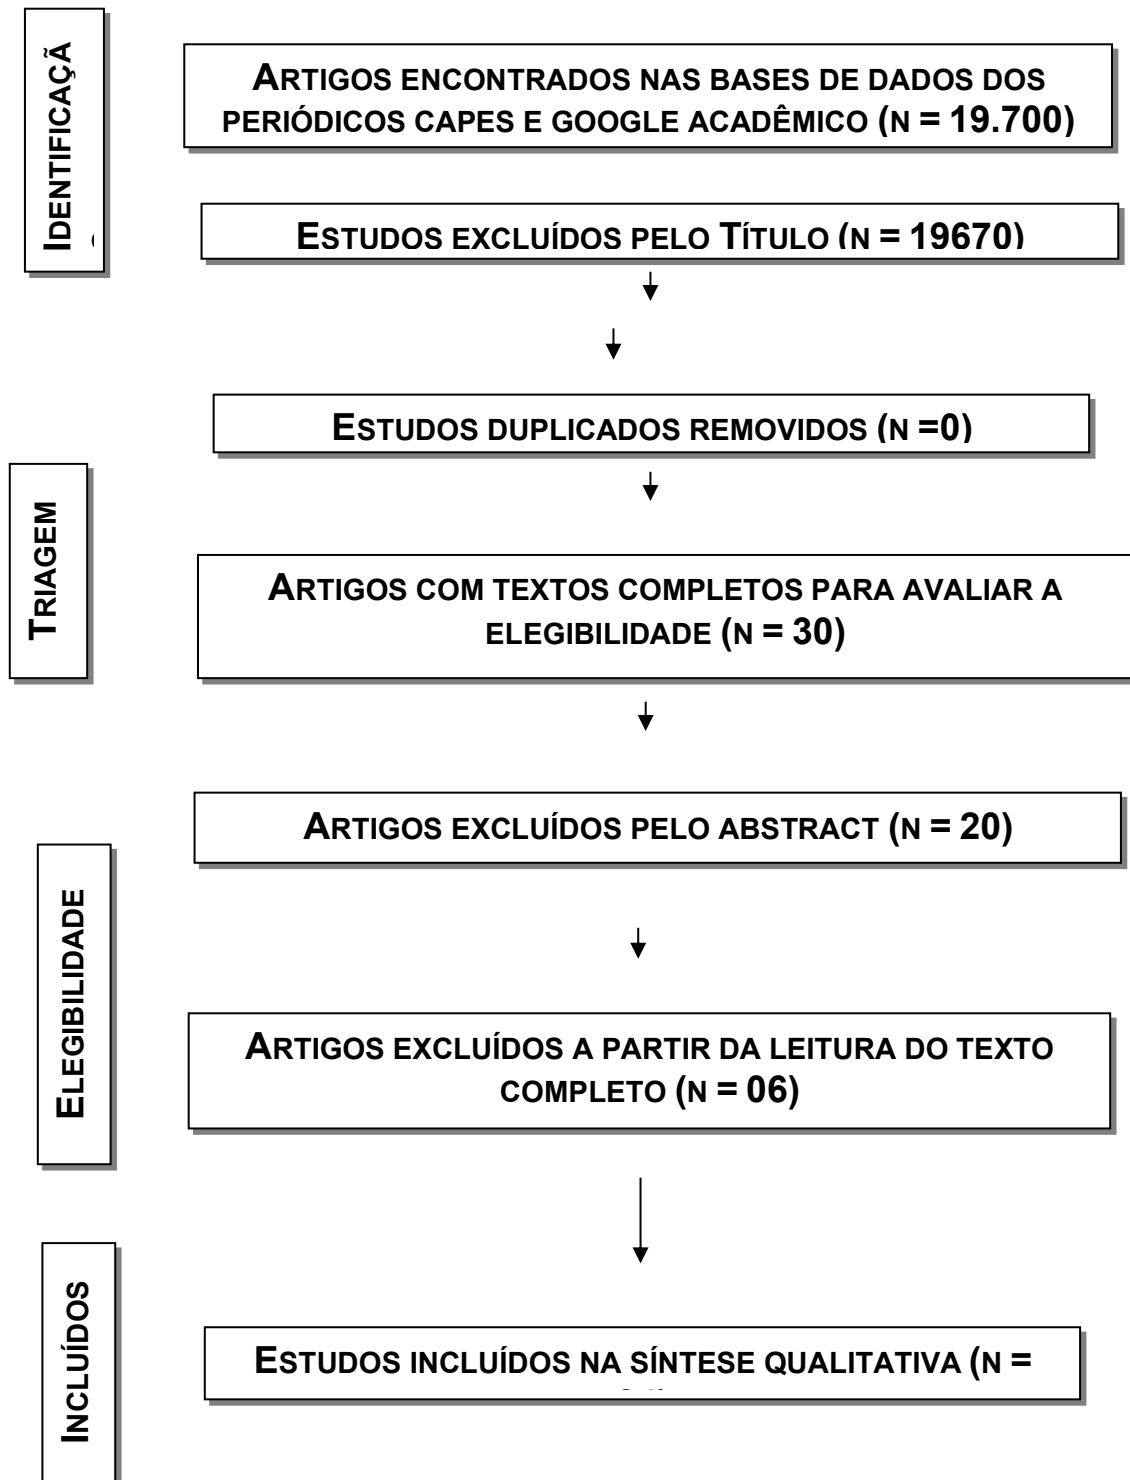 IDENTIFICAÇÃ
ARTIGOS ENCONTRADOS NAS BASES DE DADOS DOS
PERIÓDICOS CAPES E GOOGLE ACADÊMICO (N = 19.700)
ESTUDOS EXCLUÍDOS PELO TÍTULO (N = 19670)
ESTUDOS DUPLICADOS REMOVIDOS (N =0)
TRIAGEM
ARTIGOS COM TEXTOS COMPLETOS PARA AVALIAR A
ELEGIBILIDADE (N = 30)
ELEGIBILIDADE
ARTIGOS EXCLUÍDOS PELO ABSTRACT (N = 20)
ARTIGOS EXCLUÍDOS A PARTIR DA LEITURA DO TEXTO
COMPLETO (N = 06)
INCLUÍDOS
ESTUDOS INCLUÍDOS NA SÍNTESE QUALITATIVA (N =